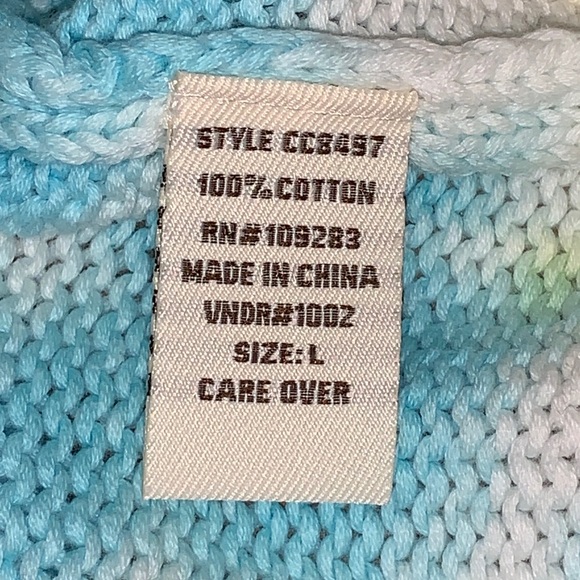 STYLE CC8497
100% COTTON
RN#109283
MADE IN CHINA
VNDR#1002
SIZE: L
CARE OVER